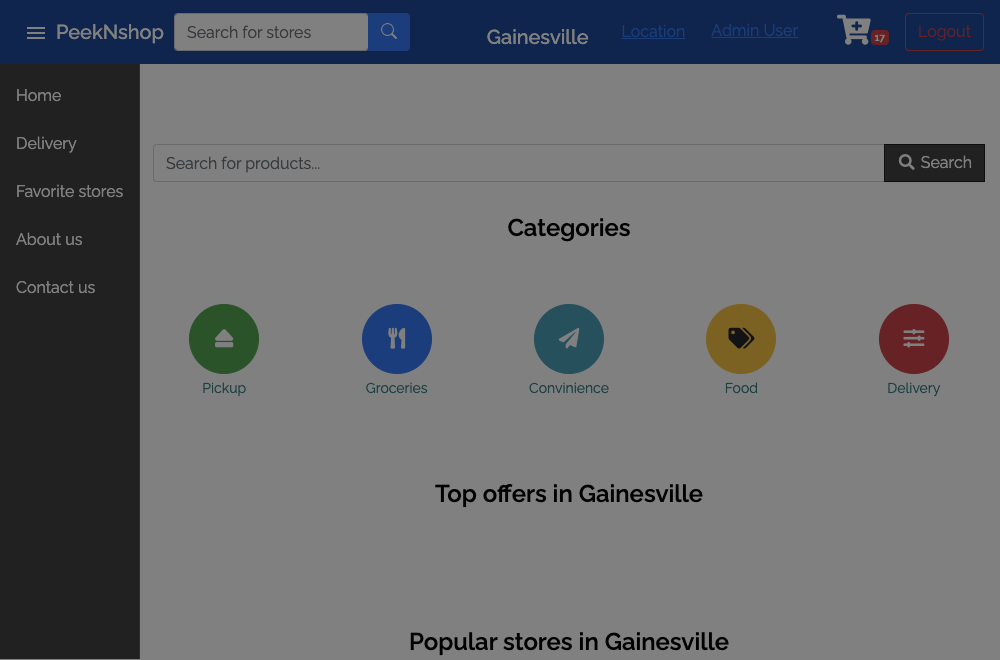 PeekNshop
Search for stores
Gainesville
Location
Admin User
17
Logout
Home
Delivery
Favorite stores
About us
Contact us
Search for products...
Search
Categories
Pickup
Groceries
Convinience
Food
Delivery
Top offers in Gainesville
Popular stores in Gainesville